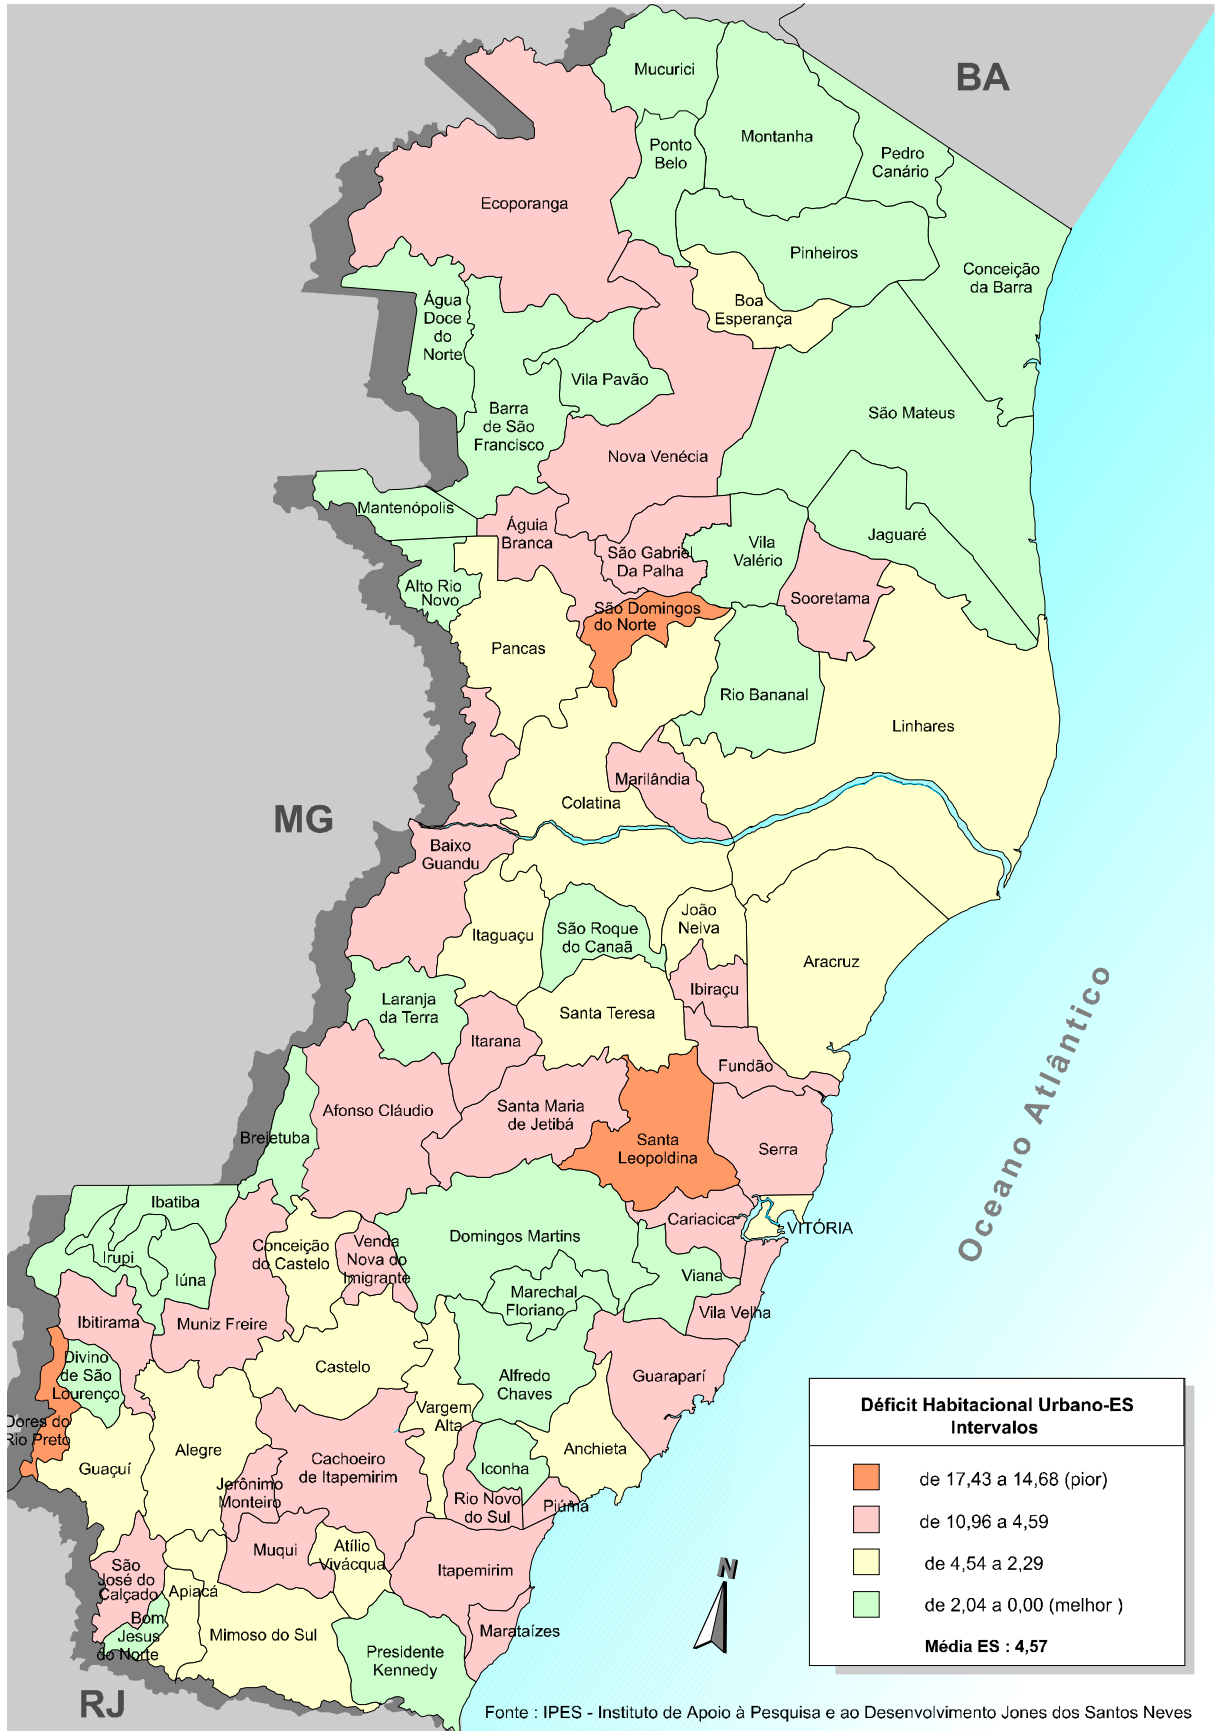 BA
Mucurici
Montanha
Ponto
Belo
Pedro
Canário
Ecoporanga
Pinheiros
Conceição
da Barra
Boa
Esperança
Água
Doce
do
Norte
Vila Pavão
Barra
de São
Francisco
São Mateus
Nova Venécia
Mantenópolis
Águia
Branca
São Gabriel
Da Palha
Vila
Valério
Jaguaré
Alto Rio
Novo
Sooretama
São Domingos
do Norte
Pancas
Rio Bananal
Linhares
Marilândia
Colatina
MG
Baixo
Guandu
João
Neiva
Itaguaçu
São Roque
do Canaã
Aracruz
Ibiraçu
Laranja
da Terra
Santa Teresa
Itarana
Fundão
Oceano Atlântico
Afonso Cláudio
Santa Maria
de Jetibá
Brejetuba
Santa
Leopoldina
Serra
Ibatiba
Cariacica
VITÓRIA
Domingos Martins
Conceição
do Castelo
Venda
Nova do
Imigrante
Irupi
Iúna
Viana
Marechal
Floriano
Vila Velha
Ibitirama
Muniz Freire
Divino
de São
Lourenço
Castelo
Alfredo
Chaves
Guaraparí
Vargem
Alta
Dores do
Rio Preto
Alegre
Anchieta
Guaçuí
Cachoeiro
de Itapemirim
Iconha
Jerônimo
Monteiro
Rio Novo
do Sul
Piúma
Muqui
Atílio
Vivácqua
Itapemirim
São
José do
Calçado
Apiacá
Bom
Jesus
do Norte
Mimoso do Sul
Marataízes
Presidente
Kennedy
RJ
Déficit Habitacional Urbano-ES
Intervalos
de 17,43 a 14,68 (pior)
de 10,96 a 4,59
de 4,54 a 2,29
de 2,04 a 0,00 (melhor )
Média ES : 4,57
N
Fonte : IPES - Instituto de Apoio à Pesquisa e ao Desenvolvimento Jones dos Santos Neves